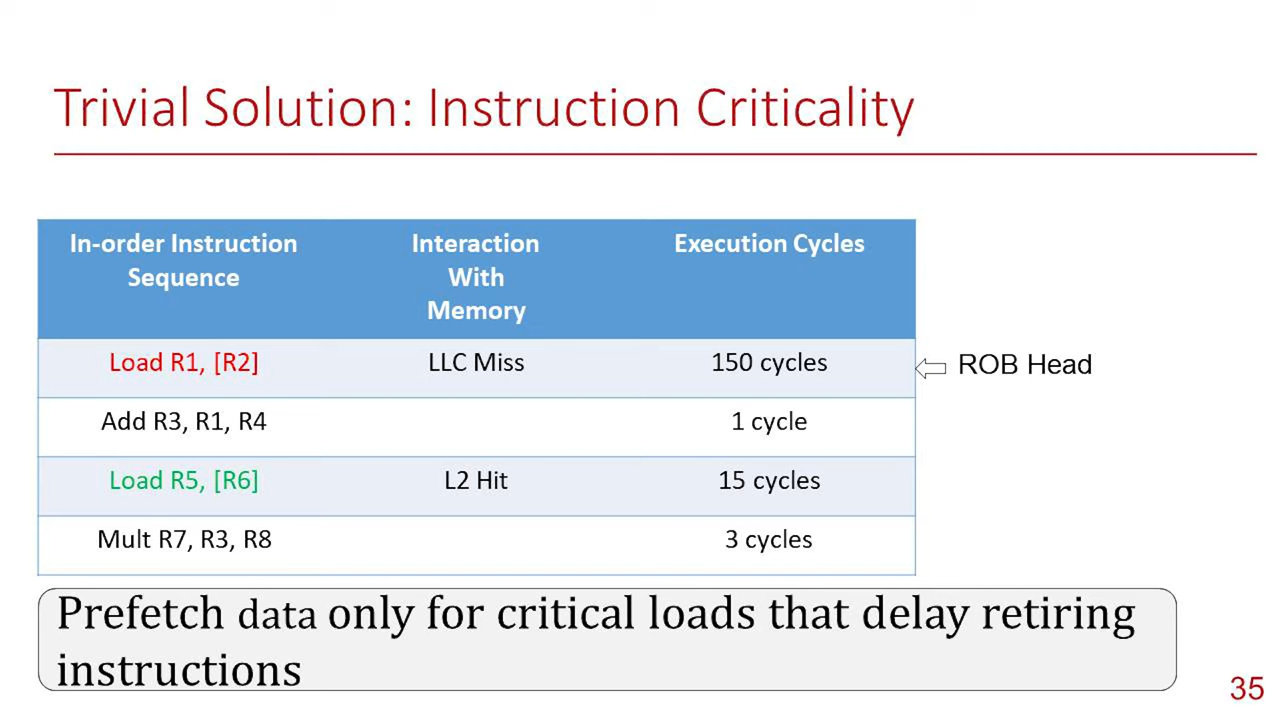 Trivial Solution: Instruction Criticality
In-order Instruction
Sequence
Interaction
With
Memory
Execution Cycles
Load R1, [R2]
LLC Miss
150 cycles
ROB Head
Add R3, R1, R4
1 cycle
Load R5, [R6]
L2 Hit
15 cycles
Mult R7, R3, R8
3 cycles
Prefetch data only for critical loads that delay retiring
instructions
35